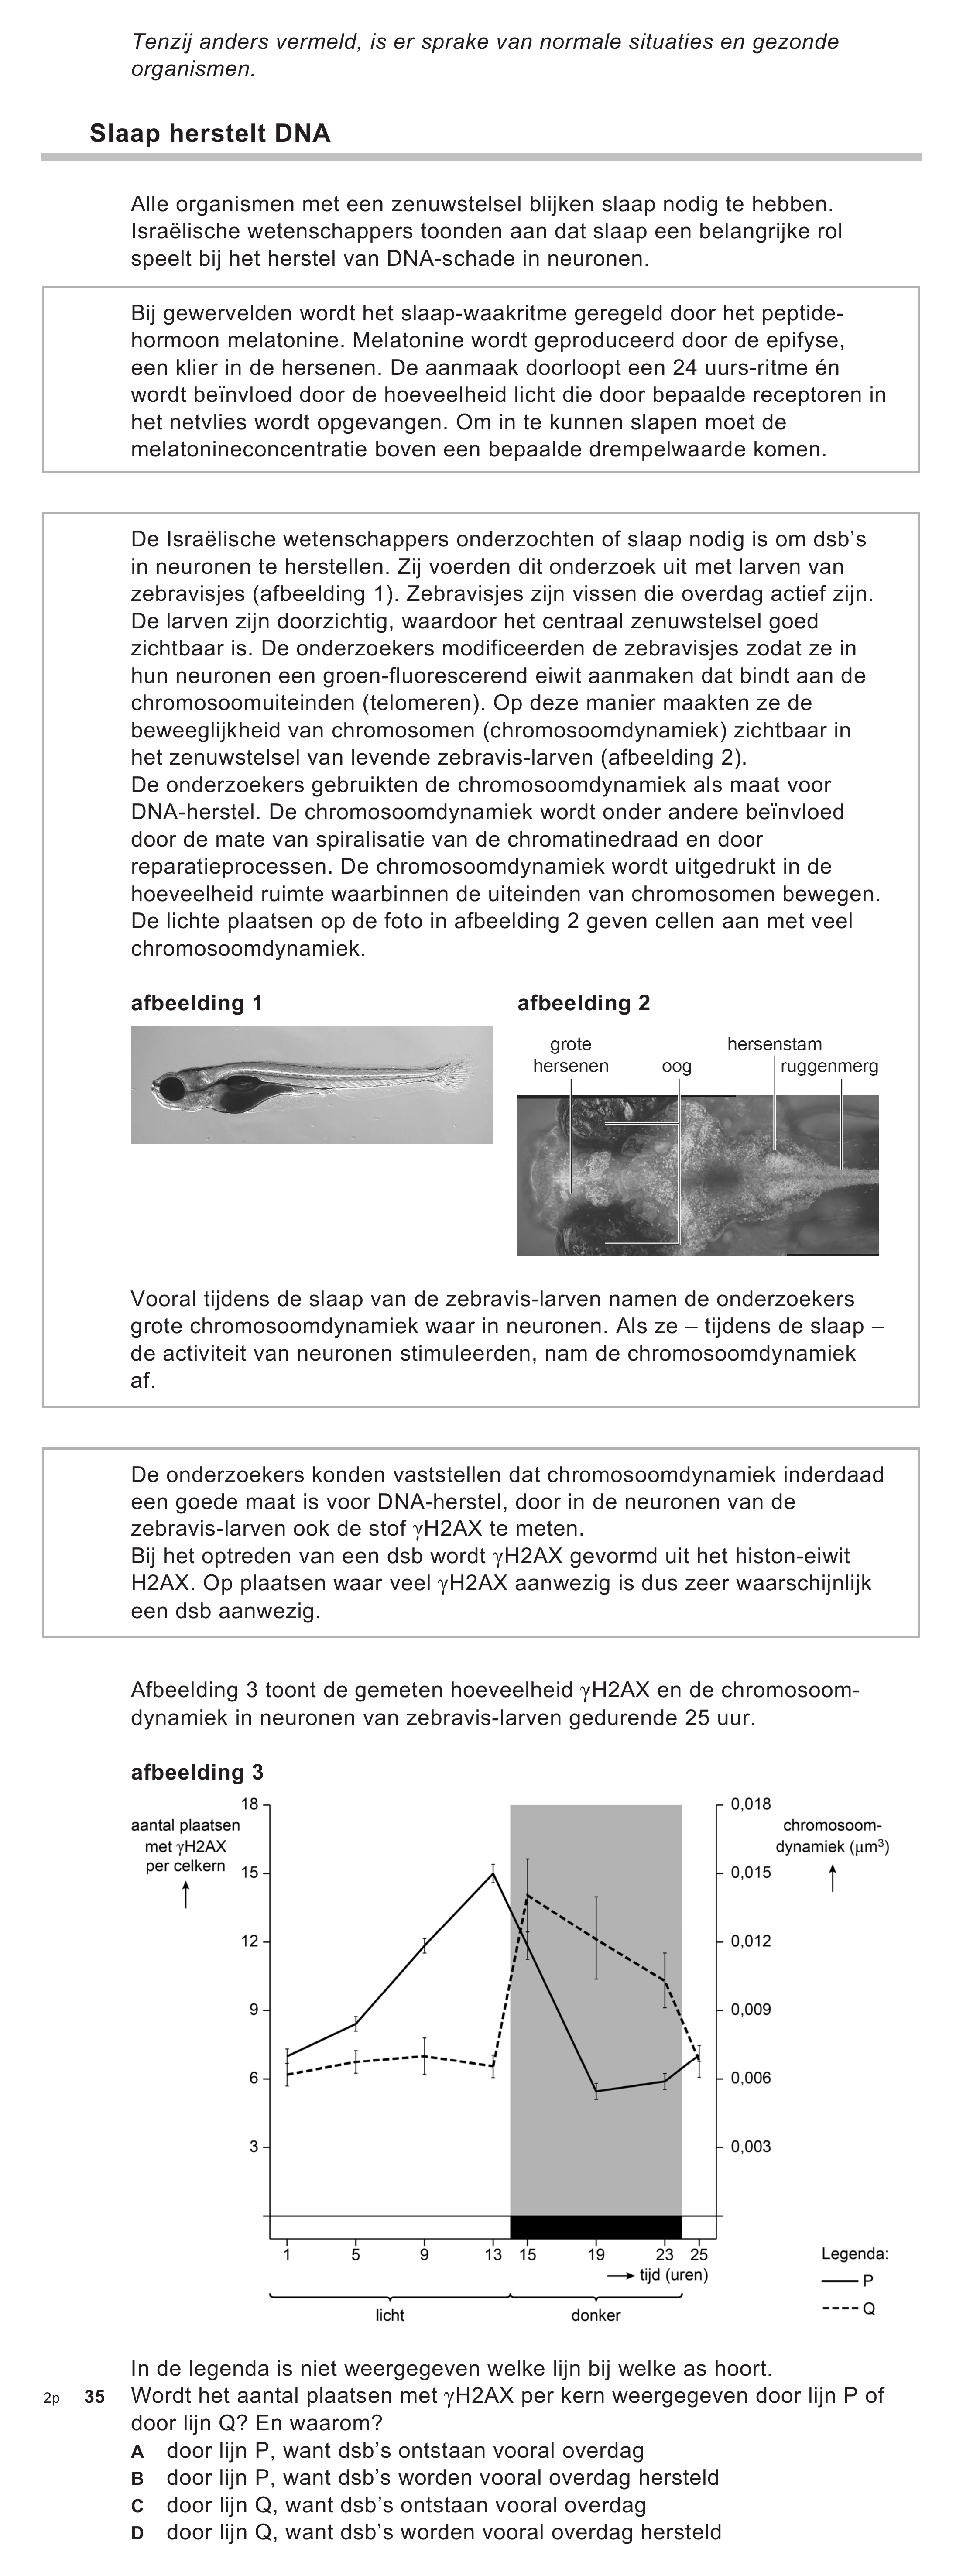 Tenzij anders vermeld, is er sprake van normale situaties en gezonde
organismen.
Slaap herstelt DNA
Alle organismen met een zenuwstelsel blijken slaap nodig te hebben.
Israëlische wetenschappers toonden aan dat slaap een belangrijke rol
speelt bij het herstel van DNA-schade in neuronen.
Bij gewervelden wordt het slaap-waakritme geregeld door het peptide-
hormoon melatonine. Melatonine wordt geproduceerd door de epifyse,
een klier in de hersenen. De aanmaak doorloopt een 24 uurs-ritme én
wordt beïnvloed door de hoeveelheid licht die door bepaalde receptoren in
het netvlies wordt opgevangen. Om in te kunnen slapen moet de
melatonineconcentratie boven een bepaalde drempelwaarde komen.
De Israëlische wetenschappers onderzochten of slaap nodig is om dsb's
in neuronen te herstellen. Zij voerden dit onderzoek uit met larven van
zebravisjes (afbeelding 1). Zebravisjes zijn vissen die overdag actief zijn.
De larven zijn doorzichtig, waardoor het centraal zenuwstelsel goed
zichtbaar is. De onderzoekers modificeerden de zebravisjes zodat ze in
hun neuronen een groen-fluorescerend eiwit aanmaken dat bindt aan de
chromosoomuiteinden (telomeren). Op deze manier maakten ze de
beweeglijkheid van chromosomen (chromosoomdynamiek) zichtbaar in
het zenuwstelsel van levende zebravis-larven (afbeelding 2).
De onderzoekers gebruikten de chromosoomdynamiek als maat voor
DNA-herstel. De chromosoomdynamiek wordt onder andere beïnvloed
door de mate van spiralisatie van de chromatinedraad en door
reparatieprocessen. De chromosoomdynamiek wordt uitgedrukt in de
hoeveelheid ruimte waarbinnen de uiteinden van chromosomen bewegen.
De lichte plaatsen op de foto in afbeelding 2 geven cellen aan met veel
chromosoomdynamiek.
afbeelding 1
afbeelding 2
grote
hersenen
oog
hersenstam
ruggenmerg
Vooral tijdens de slaap van de zebravis-larven namen de onderzoekers
grote chromosoomdynamiek waar in neuronen. Als ze – tijdens de slaap –
de activiteit van neuronen stimuleerden, nam de chromosoomdynamiek
af.
De onderzoekers konden vaststellen dat chromosoomdynamiek inderdaad
een goede maat is voor DNA-herstel, door in de neuronen van de
zebravis-larven ook de stof γH2AX te meten.
Bij het optreden van een dsb wordt γH2AX gevormd uit het histon-eiwit
H2AX. Op plaatsen waar veel γH2AX aanwezig is dus zeer waarschijnlijk
een dsb aanwezig.
Afbeelding 3 toont de gemeten hoeveelheid γH2AX en de chromosoom-
dynamiek in neuronen van zebravis-larven gedurende 25 uur.
afbeelding 3
aantal plaatsen
met γH2AX
per celkern
18
15
12
9
6
3
0,018
0,015
0,012
0,009
0,006
0,003
chromosoom-
dynamiek (μm³)
1 5 9 13 15 19 23 25
tijd (uren)
licht
donker
Legenda:
P
Q
In de legenda is niet weergegeven welke lijn bij welke as hoort.
2p 35 Wordt het aantal plaatsen met γH2AX per kern weergegeven door lijn P of
door lijn Q? En waarom?
A door lijn P, want dsb's ontstaan vooral overdag
B door lijn P, want dsb's worden vooral overdag hersteld
C door lijn Q, want dsb's ontstaan vooral overdag
D door lijn Q, want dsb's worden vooral overdag hersteld